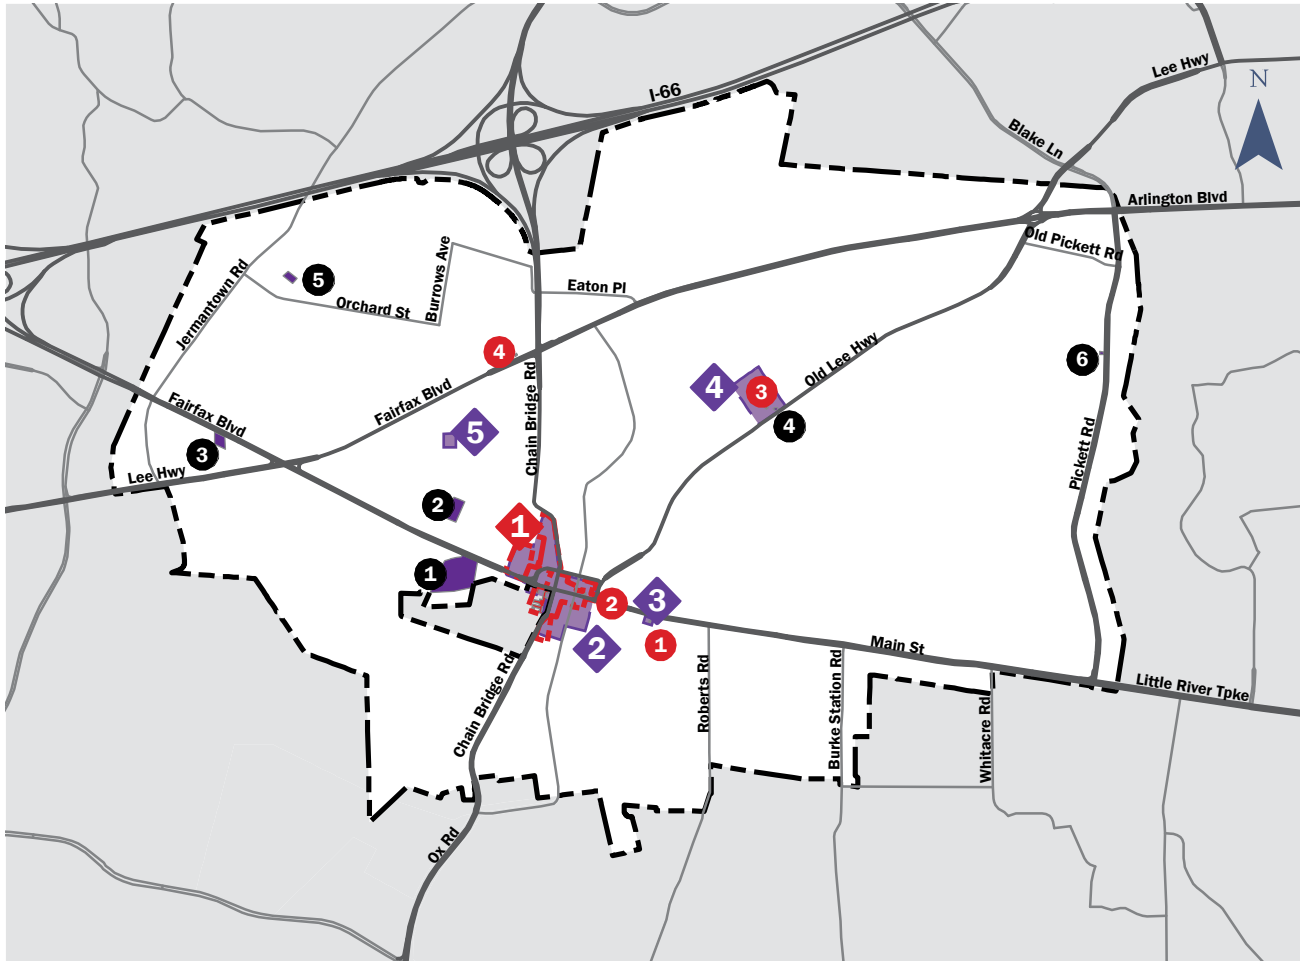 Lee Hwy
N
I-66
Blake Ln
Arlington Blvd
Old Pickett Rd
Jermantown Rd
5
Orchard St
Burrows Ave
Eaton Pl
4
Old Lee Hwy
6
Fairfax Blvd
Fairfax Blvd
Chain Bridge Rd
4
3
4
5
3
Lee Hwy
Pickett Rd
2
1
1
3
2
1
2
Main St
Roberts Rd
Burke Station Rd
Whitacre Rd
Little River Tpke
Chain Bridge Rd
Ox Rd